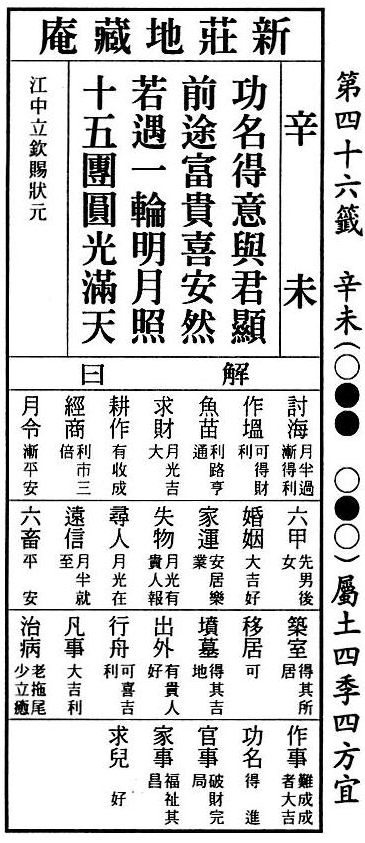 第四十六籤 辛未(○●● ○●○)屬土四季四方宜
新莊地藏庵
辛未
功名得意與君顯
前途富貴喜安然
若遇一輪明月照
十五團圓光滿天
江中立欽賜狀元
解曰
討海 月半過漸得利
作塭 可得財利
魚苗 利路亨通
求財 月光吉大
耕作 有收成
經商 利市三倍
月令 漸平安
六甲 先男後女
婚姻 大吉好
家運 安居樂業
失物 月光有貴人報
尋人 月光在
遠信 月半就至
六畜 平安
築室 得其所居
移居 可
墳墓 得其吉地
出外 有貴人好
行舟 可喜吉利
凡事 大吉利
治病 老拖尾少立癒
作事 難成成者大吉
功名 得進
官事 破財完局
家事 福祉其昌
求兒 好